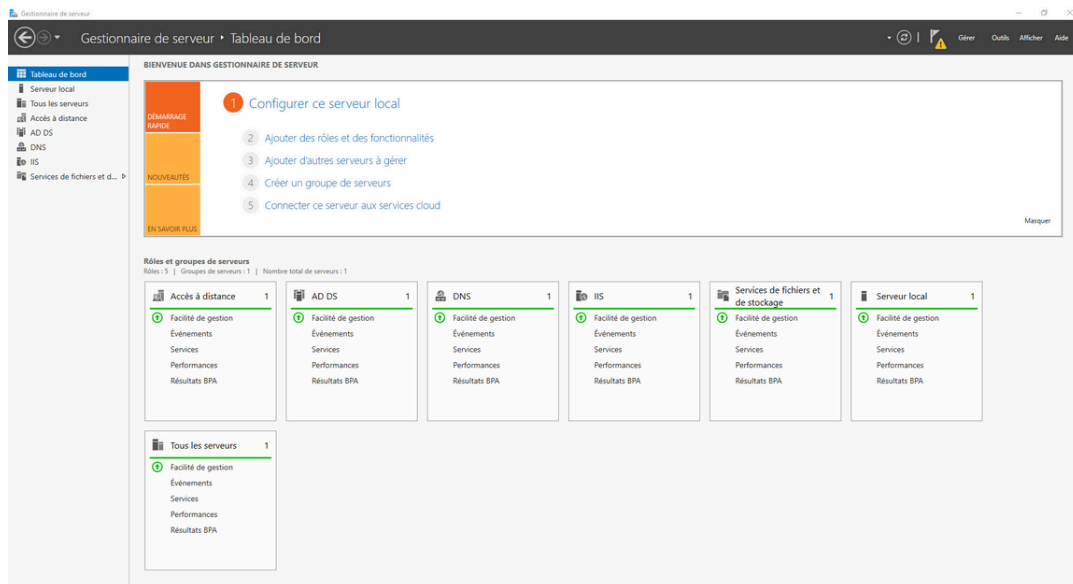 Gestionnaire de serveur
Gestionnaire de serveur • Tableau de bord
Gérer Outils Afficher Aide
Tableau de bord
Serveur local
Tous les serveurs
Accès à distance
AD DS
DNS
IIS
Services de fichiers et d...
BIENVENUE DANS GESTIONNAIRE DE SERVEUR
DÉMARRAGE
RAPIDE
NOUVEAUTÉS
EN SAVOIR PLUS
1 Configurer ce serveur local
2 Ajouter des rôles et des fonctionnalités
3 Ajouter d'autres serveurs à gérer
4 Créer un groupe de serveurs
5 Connecter ce serveur aux services cloud
Masquer
Rôles et groupes de serveurs
Rôles : 5 | Groupes de serveurs : 1 | Nombre total de serveurs : 1
Accès à distance 1
Facilité de gestion
Événements
Services
Performances
Résultats BPA
AD DS 1
Facilité de gestion
Événements
Services
Performances
Résultats BPA
DNS 1
Facilité de gestion
Événements
Services
Performances
Résultats BPA
IIS 1
Facilité de gestion
Événements
Services
Performances
Résultats BPA
Services de fichiers et
de stockage 1
Facilité de gestion
Événements
Services
Performances
Résultats BPA
Serveur local 1
Facilité de gestion
Événements
Services
Performances
Résultats BPA
Tous les serveurs 1
Facilité de gestion
Événements
Services
Performances
Résultats BPA